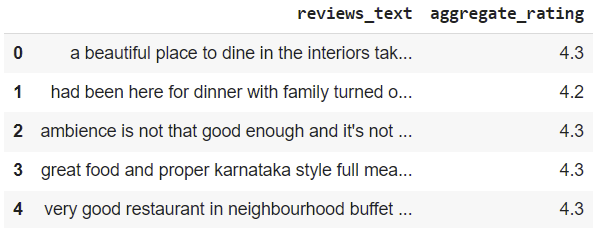 reviews_text aggregate_rating
0 a beautiful place to dine in the interiors tak... 4.3
1 had been here for dinner with family turned o... 4.2
2 ambience is not that good enough and it's not ... 4.3
3 great food and proper karnataka style full mea... 4.3
4 very good restaurant in neighbourhood buffet ... 4.3